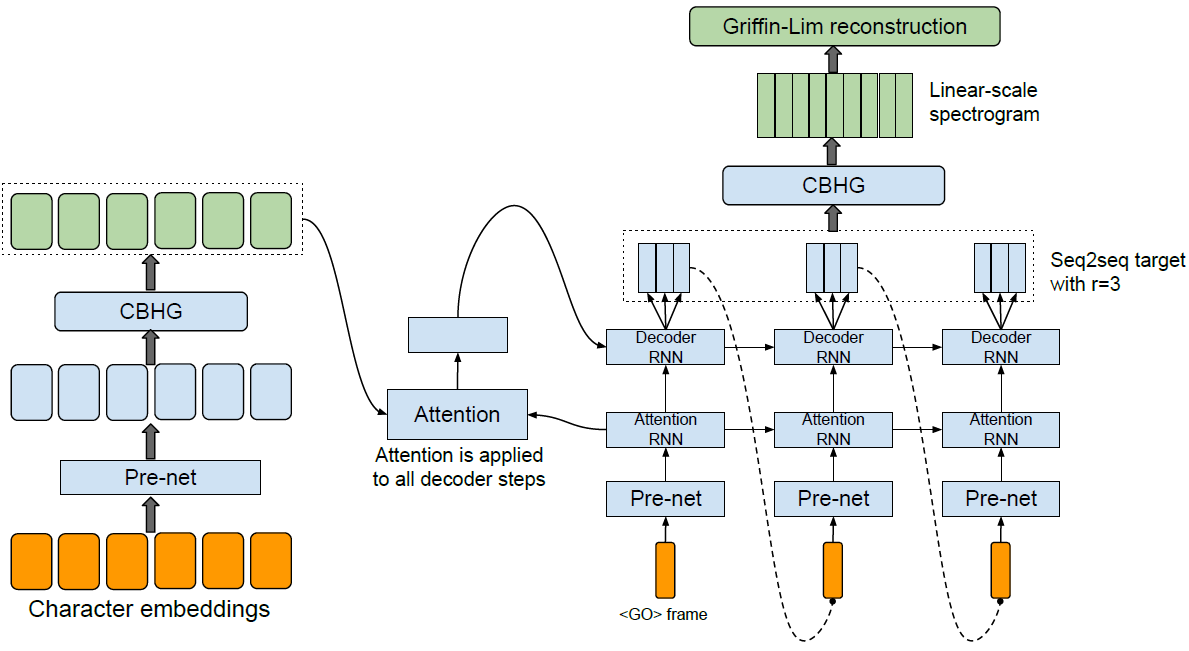 Griffin-Lim reconstruction
Linear-scale
spectrogram
CBHG
Seq2seq target
with r=3
CBHG
Decoder
RNN
Decoder
RNN
Decoder
RNN
Attention
Attention is applied
to all decoder steps
Attention
RNN
Attention
RNN
Attention
RNN
Pre-net
Pre-net
Pre-net
Pre-net
Character embeddings
<GO> frame